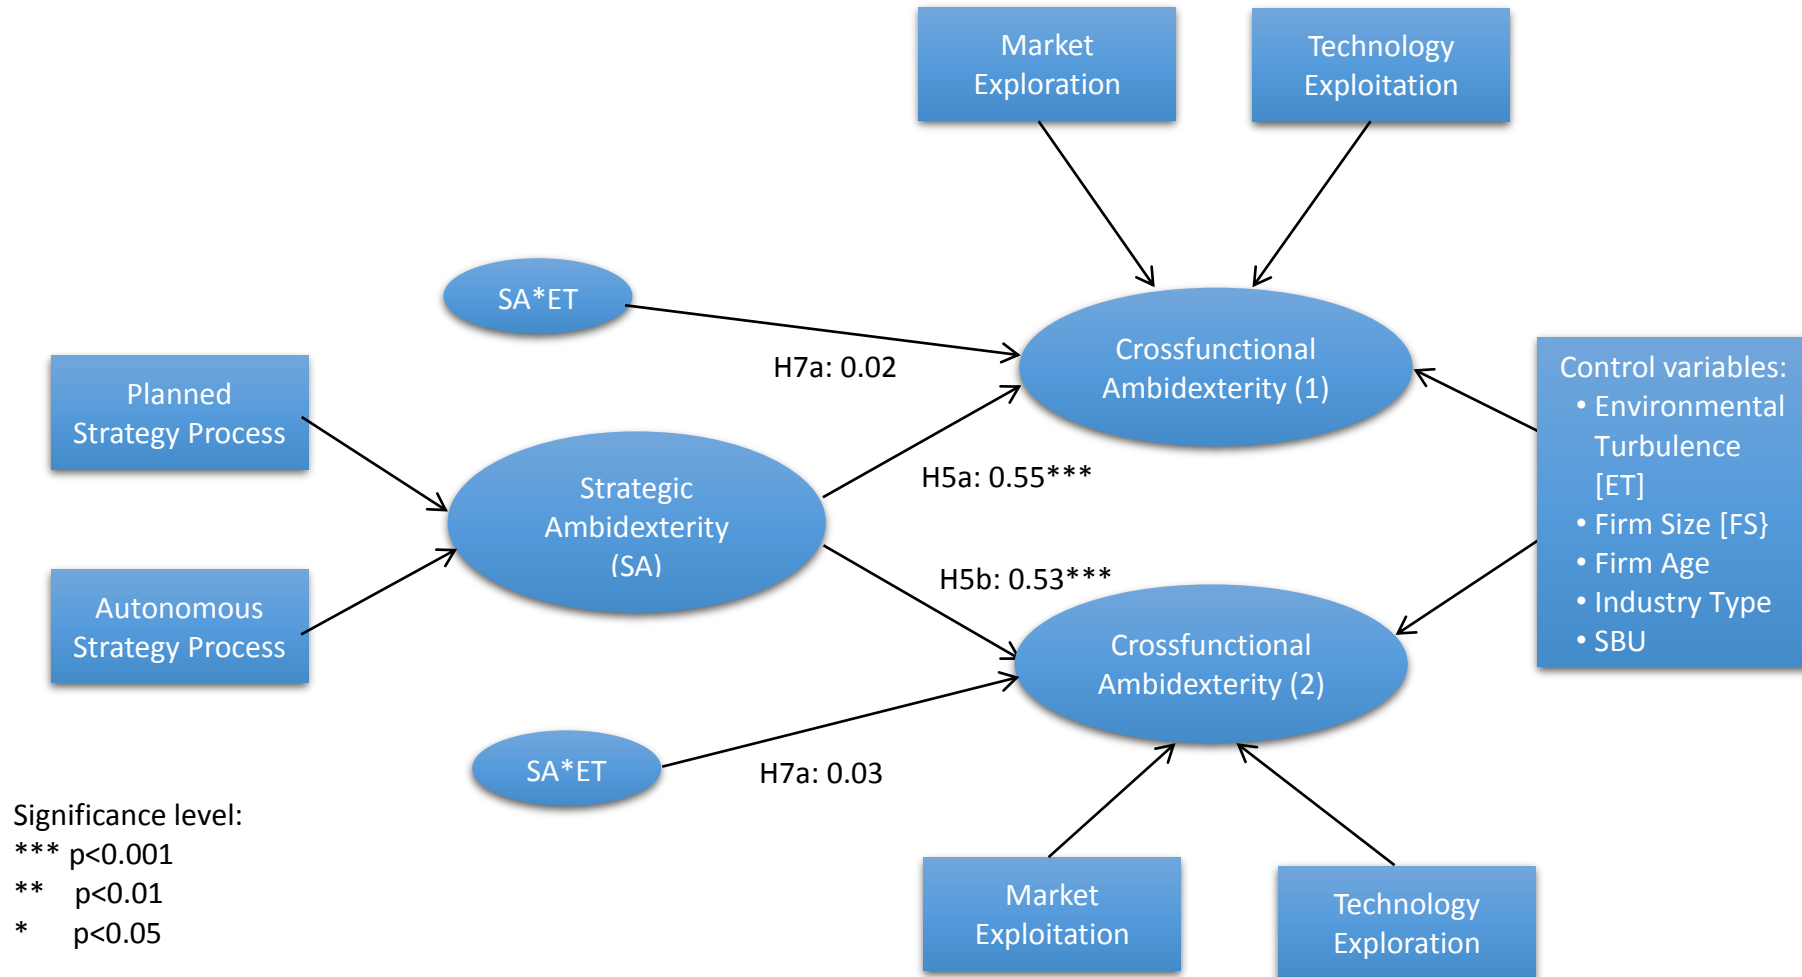 Market
Exploration
Technology
Exploitation
SA*ET
H7a: 0.02
Crossfunctional
Ambidexterity (1)
Control variables:
• Environmental
Turbulence
[ET]
• Firm Size [FS}
• Firm Age
• Industry Type
• SBU
Planned
Strategy Process
H5a: 0.55***
Strategic
Ambidexterity
(SA)
Autonomous
Strategy Process
H5b: 0.53***
Crossfunctional
Ambidexterity (2)
SA*ET
H7a: 0.03
Significance level:
*** p<0.001
** p<0.01
* p<0.05
Market
Exploitation
Technology
Exploration